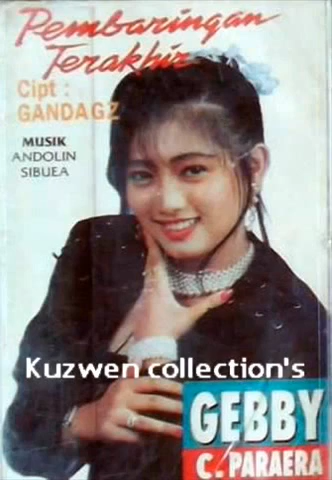 Pembaringan
Terakhir
Cipt :
GANDAGZ
MUSIK
ANDOLIN
SIBUEA
Kuzwen collection's
GEBBY
C. PARAERA